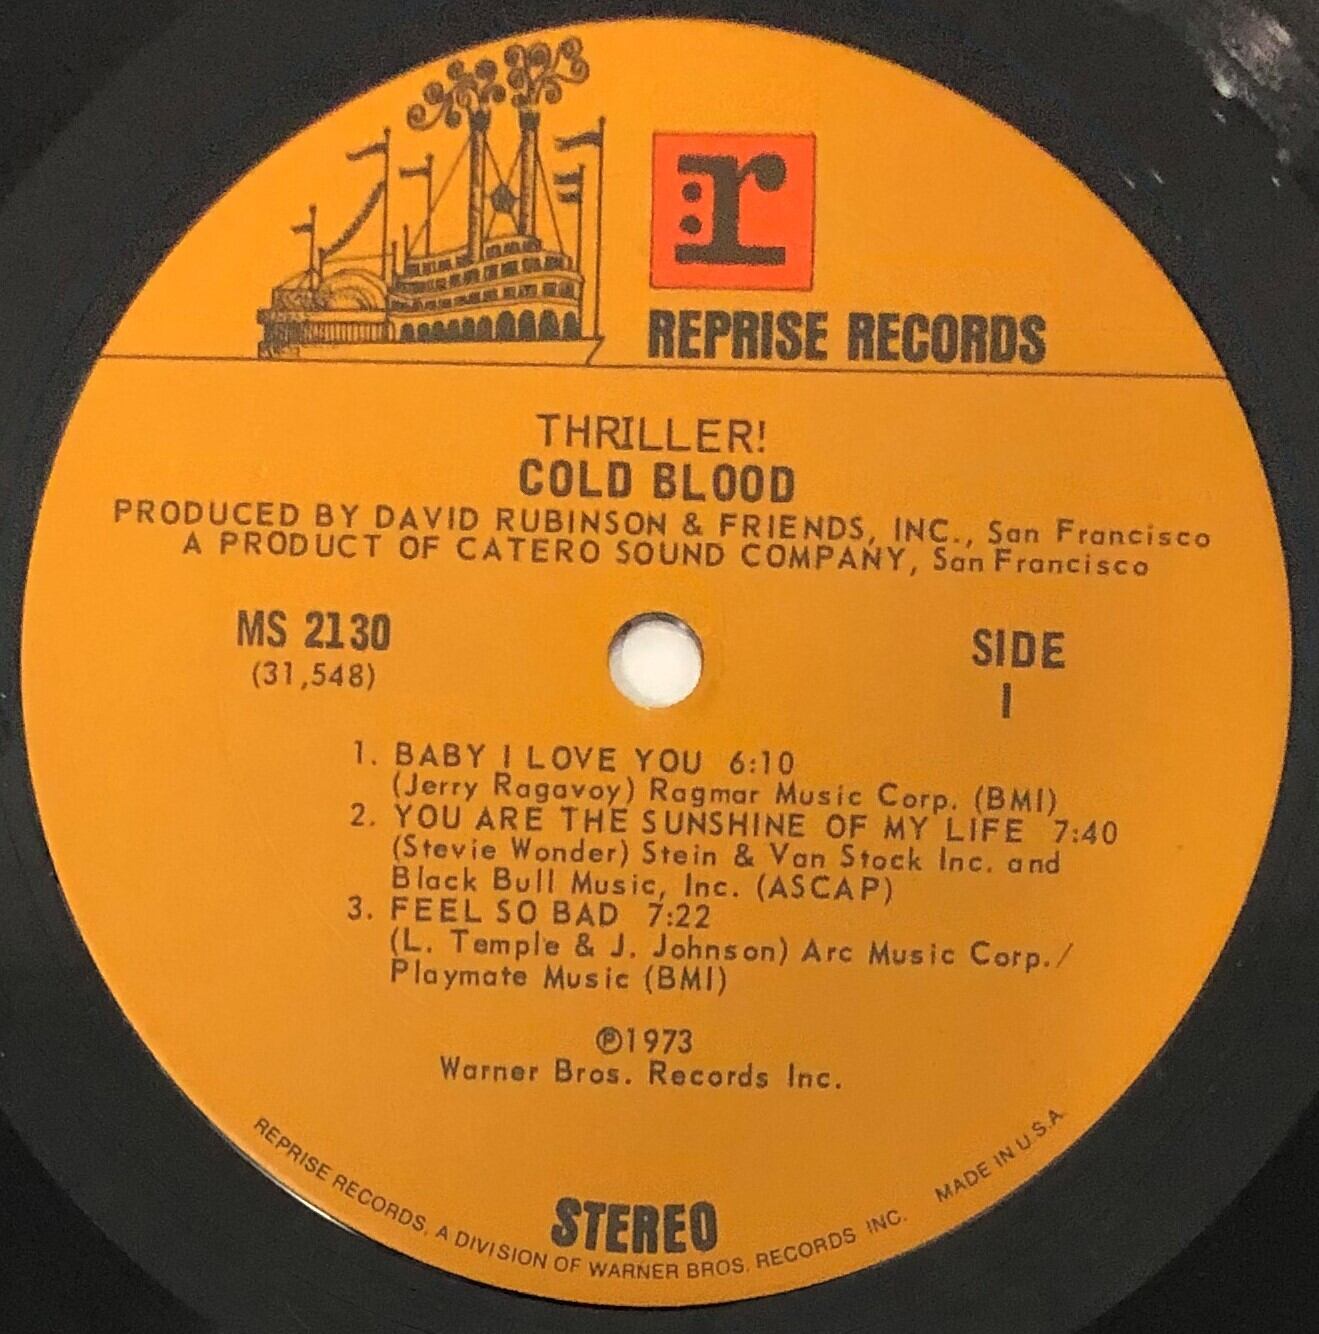 r
REPRISE RECORDS
THRILLER!
COLD BLOOD
PRODUCED BY DAVID RUBINSON & FRIENDS, INC., San Francisco
A PRODUCT OF CATERO SOUND COMPANY, San Francisco
MS 2130
(31,548)
SIDE
I
1. BABY I LOVE YOU 6:10
(Jerry Ragavoy) Ragmar Music Corp. (BMI)
2. YOU ARE THE SUNSHINE OF MY LIFE 7:40
(Stevie Wonder) Stein & Van Stock Inc. and
Black Bull Music, Inc. (ASCAP)
3. FEEL SO BAD 7:22
(L. Temple & J. Johnson) Arc Music Corp./
Playmate Music (BMI)
℗1973
Warner Bros. Records Inc.
STEREO
REPRISE RECORDS, A DIVISION OF WARNER BROS. RECORDS INC. MADE IN U.S.A.